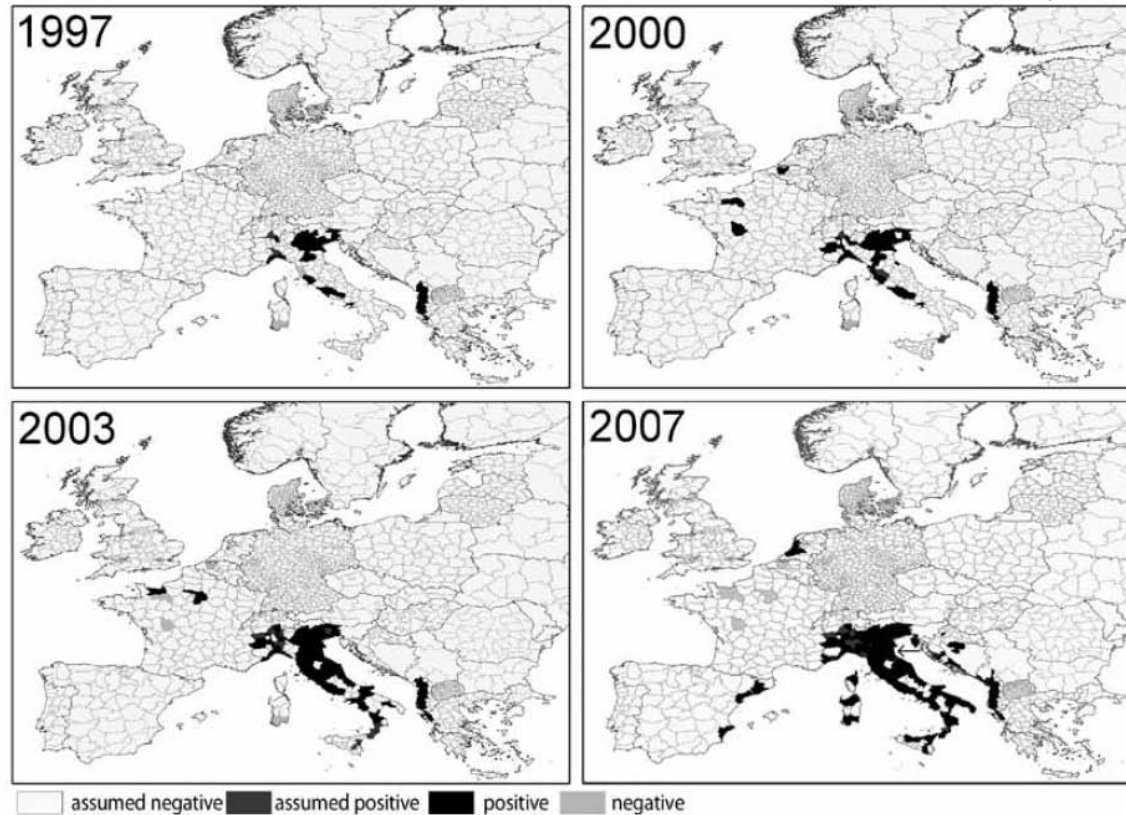 1997
2000
2003
2007
assumed negative
assumed positive
positive
negative